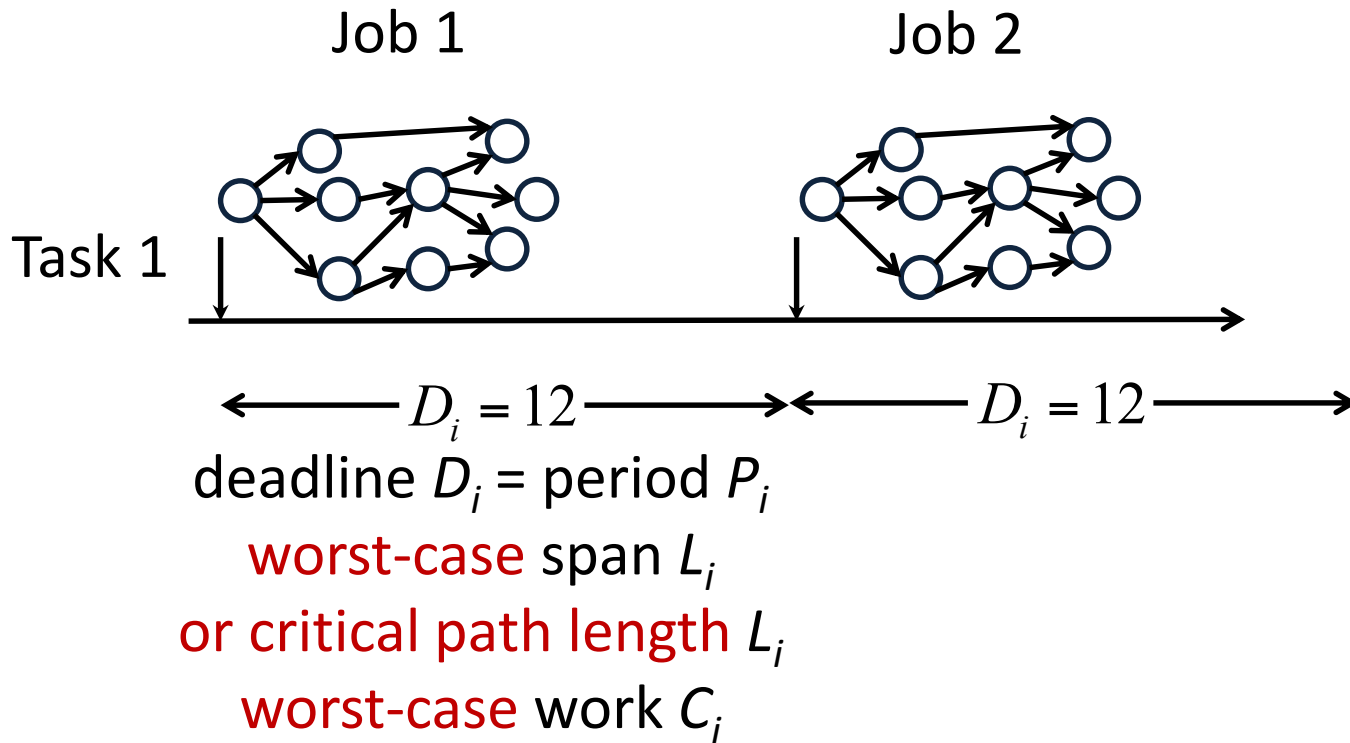 Job 1
Job 2
Task 1
D_i = 12
D_i = 12
deadline D_i = period P_i
worst-case span L_i
or critical path length L_i
worst-case work C_i